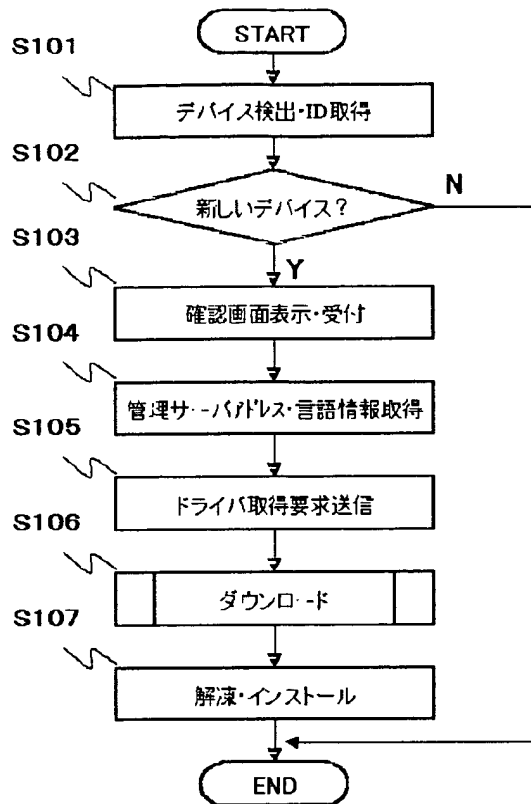 START
S101
デバイス検出・ID取得
S102
新しいデバイス?
N
Y
S103
確認画面表示・受付
S104
管理サーバアドレス・言語情報取得
S105
ドライバ取得要求送信
S106
ダウンロード
S107
解凍・インストール
END